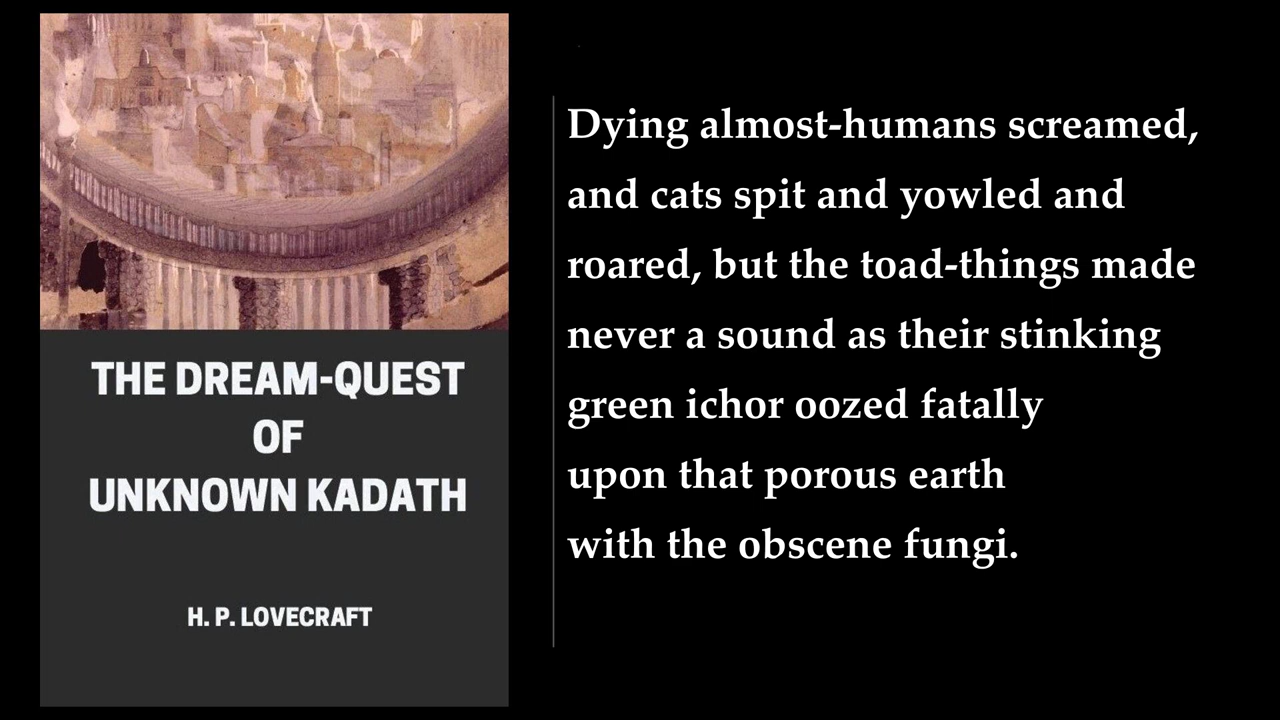 THE DREAM-QUEST
OF
UNKNOWN KADATH
H. P. LOVECRAFT
Dying almost-humans screamed,
and cats spit and yowled and
roared, but the toad-things made
never a sound as their stinking
green ichor oozed fatally
upon that porous earth
with the obscene fungi.